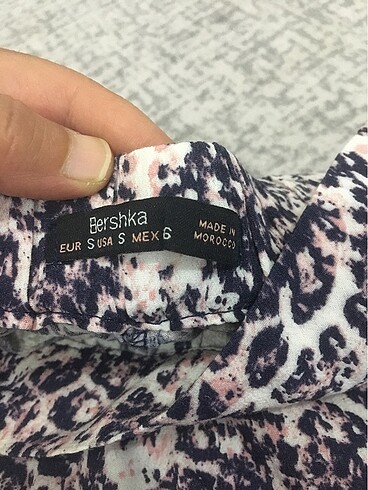 Bershka
EUR S USA S MEX 6
MADE IN
MOROCCO